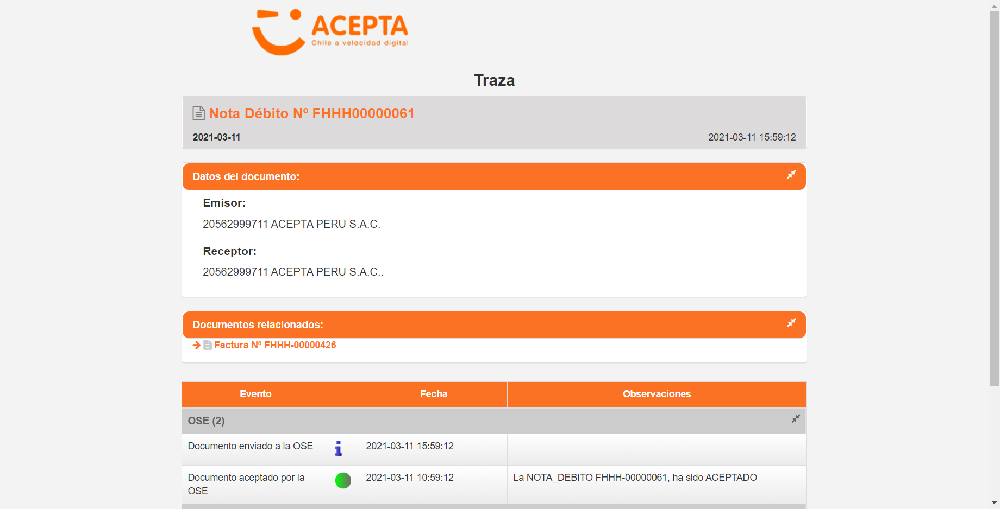 ACEPTA
Chile a velocidad digital
Traza
Nota Débito Nº FHHH00000061
2021-03-11
2021-03-11 15:59:12
Datos del documento:
Emisor:
20562999711 ACEPTA PERU S.A.C.
Receptor:
20562999711 ACEPTA PERU S.A.C..
Documentos relacionados:
Factura Nº FHHH-00000426
Evento Fecha Observaciones
OSE (2)
Documento enviado a la OSE 2021-03-11 15:59:12
Documento aceptado por la 2021-03-11 10:59:12 La NOTA_DEBITO FHHH-00000061, ha sido ACEPTADO
OSE